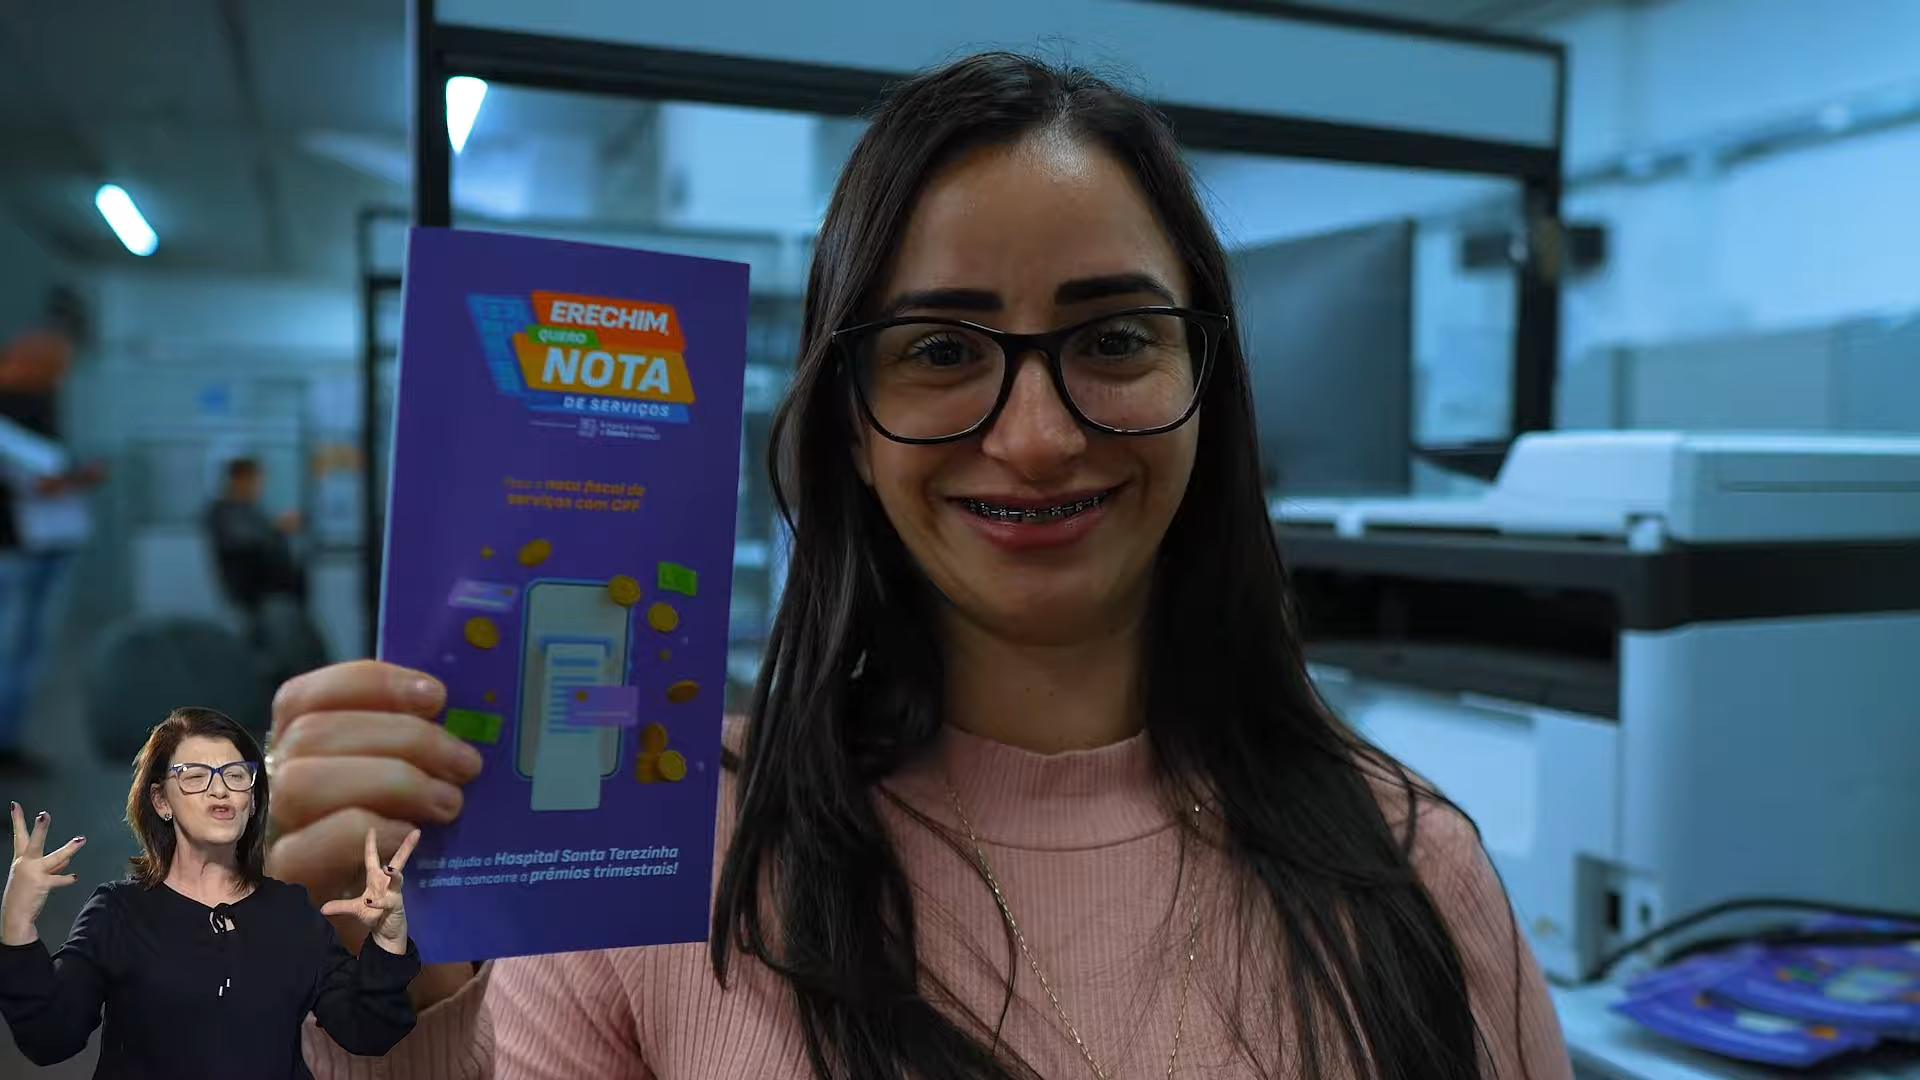 ERECHIM,
QUERO
NOTA
DE SERVIÇOS
nota fiscal de
serviços com CPF
Você ajuda o Hospital Santa Terezinha
e ainda concorre a prêmios trimestrais!